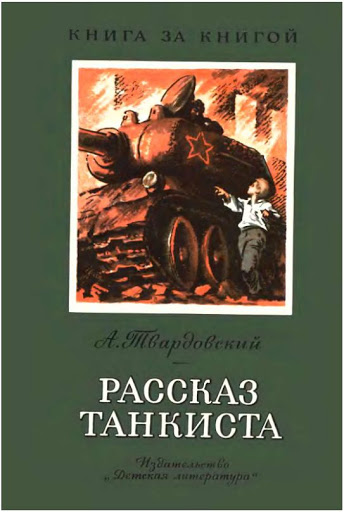 КНИГА ЗА КНИГОЙ
А. Твардовский
РАССКАЗ
ТАНКИСТА
Издательство
„Детская литература“